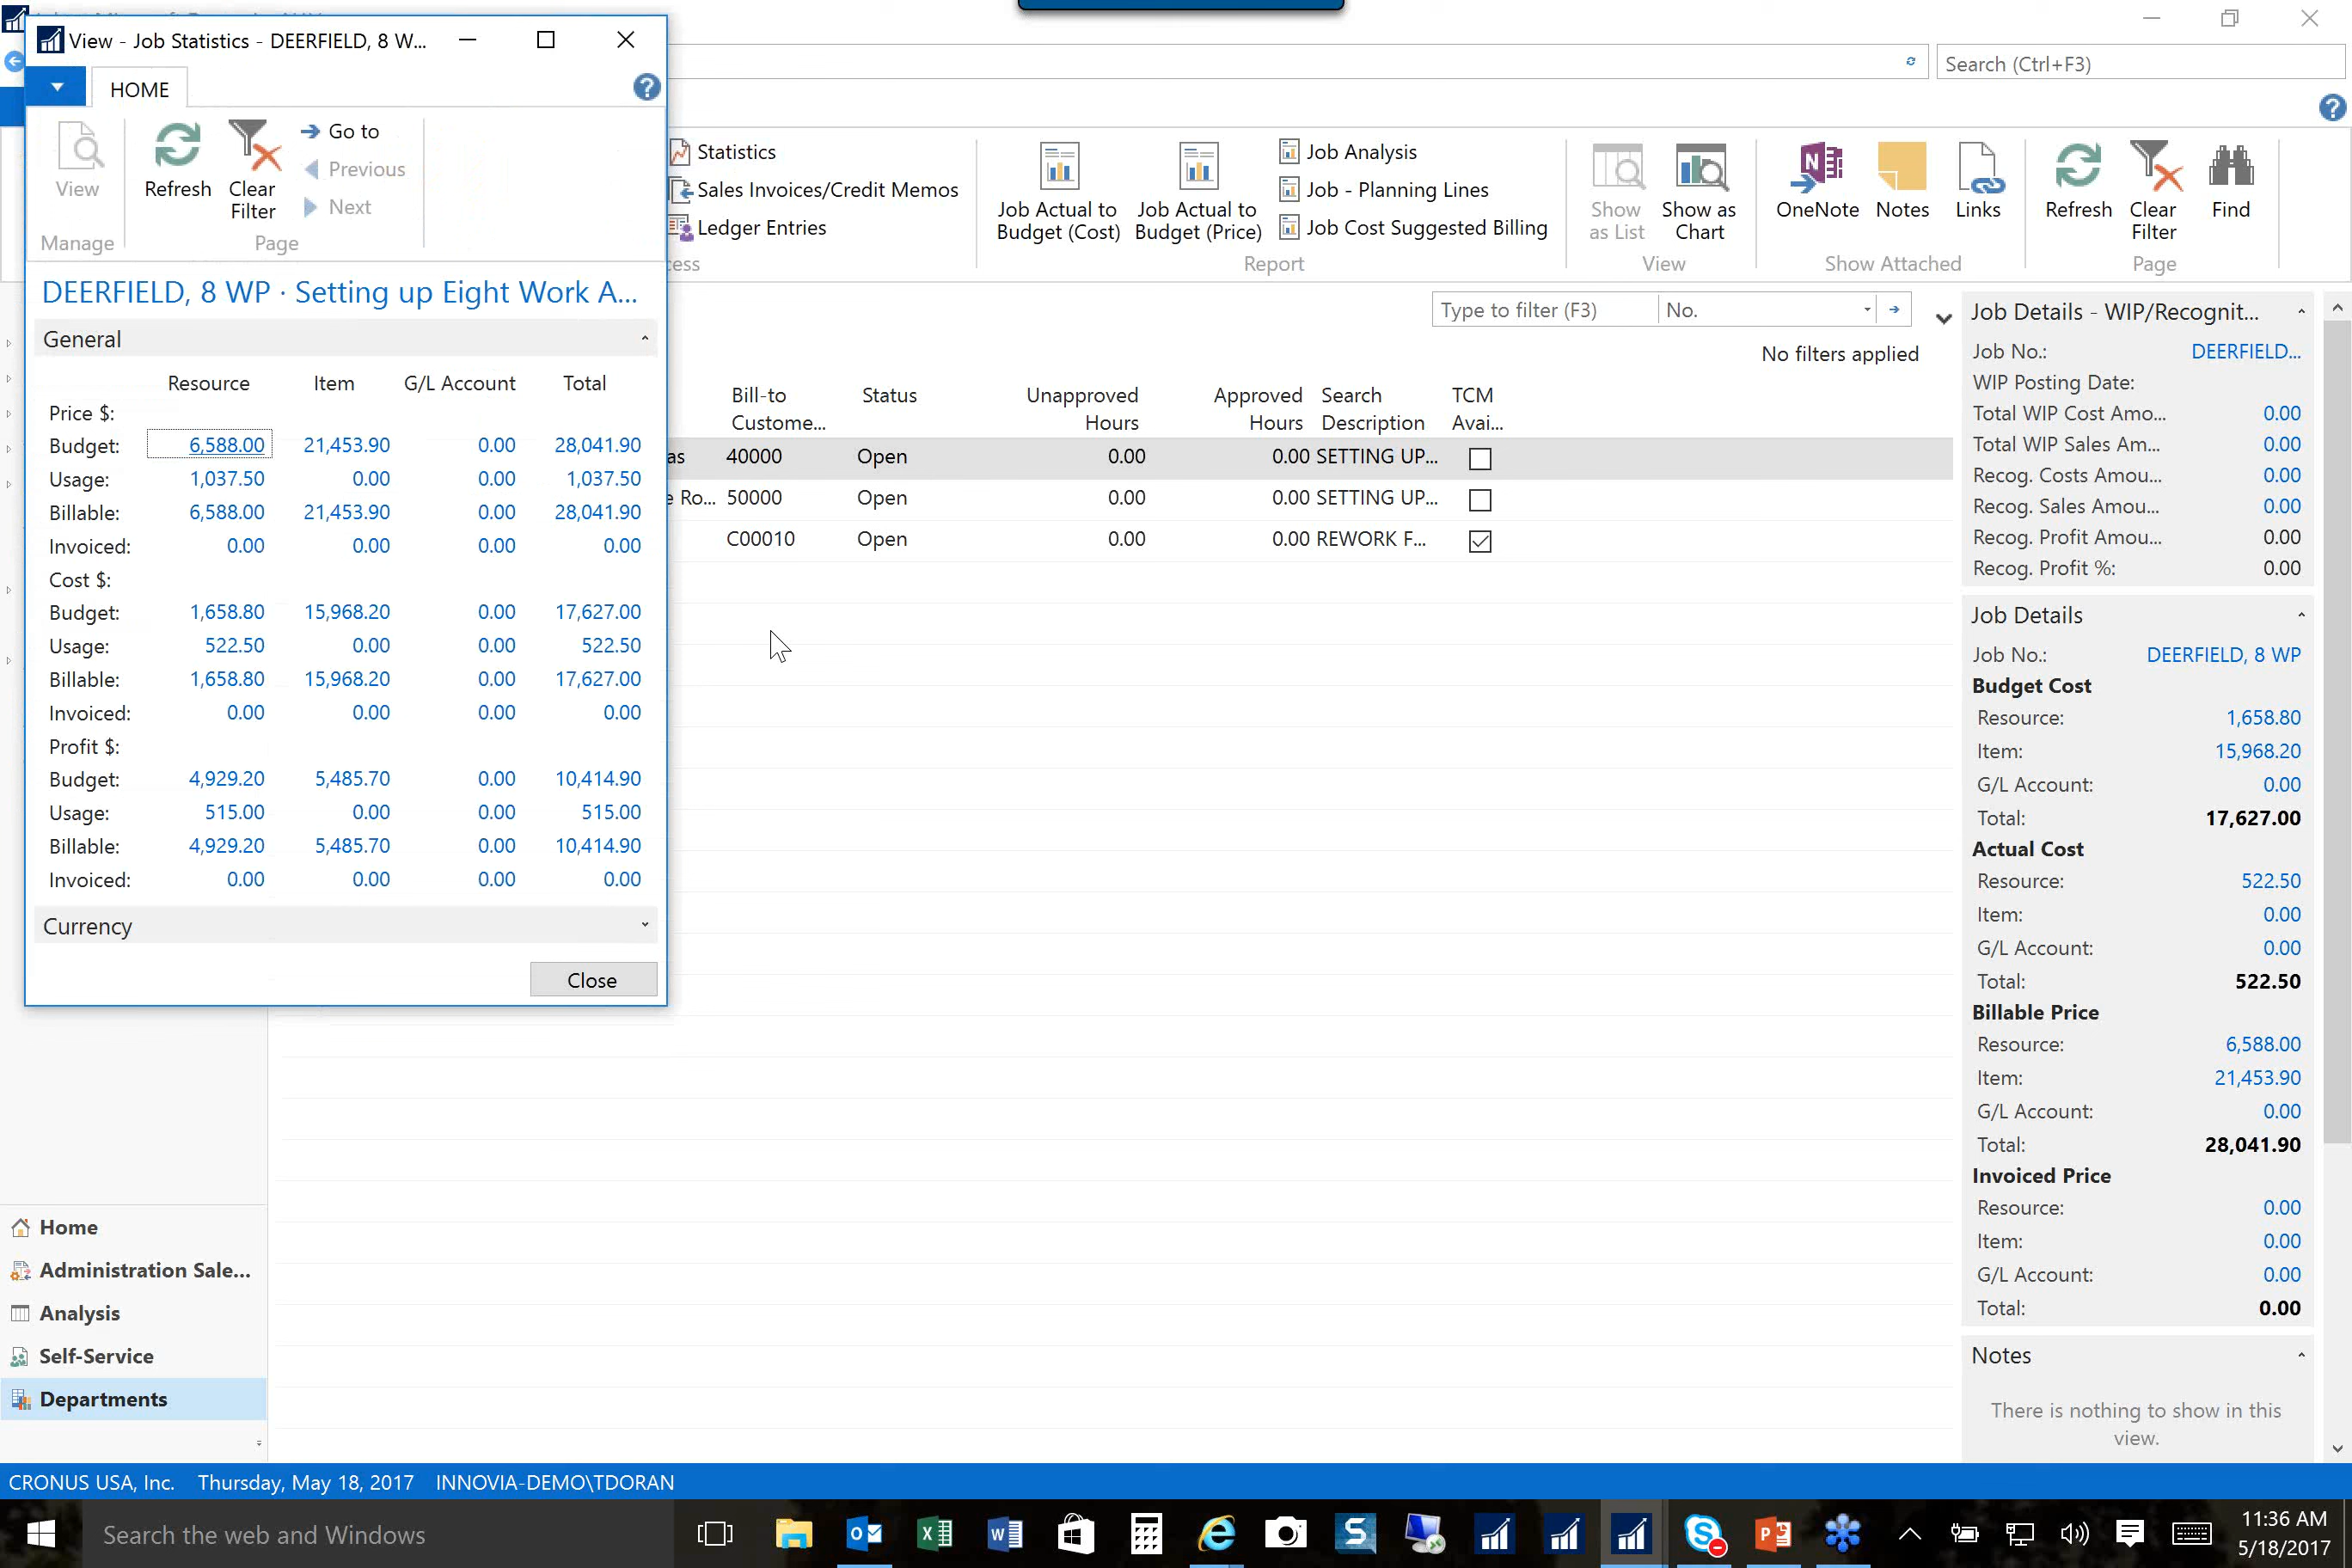 View - Job Statistics - DEERFIELD, 8 W...
HOME
View
Refresh
Clear
Filter
Go to
Previous
Next
Manage
Page
DEERFIELD, 8 WP · Setting up Eight Work A...
General
Resource Item G/L Account Total
Price $:
Budget: 6,588.00 21,453.90 0.00 28,041.90
Usage: 1,037.50 0.00 0.00 1,037.50
Billable: 6,588.00 21,453.90 0.00 28,041.90
Invoiced: 0.00 0.00 0.00 0.00
Cost $:
Budget: 1,658.80 15,968.20 0.00 17,627.00
Usage: 522.50 0.00 0.00 522.50
Billable: 1,658.80 15,968.20 0.00 17,627.00
Invoiced: 0.00 0.00 0.00 0.00
Profit $:
Budget: 4,929.20 5,485.70 0.00 10,414.90
Usage: 515.00 0.00 0.00 515.00
Billable: 4,929.20 5,485.70 0.00 10,414.90
Invoiced: 0.00 0.00 0.00 0.00
Currency
Close
Search (Ctrl+F3)
Statistics
Sales Invoices/Credit Memos
Ledger Entries
Job Actual to
Budget (Cost)
Job Actual to
Budget (Price)
Job Analysis
Job - Planning Lines
Job Cost Suggested Billing
Report
Show
as List
Show as
Chart
View
OneNote
Notes
Links
Show Attached
Refresh
Clear
Filter
Find
Page
Type to filter (F3)
No.
No filters applied
Bill-to
Custome...
Status
Unapproved
Hours
Approved
Hours
Search
Description
TCM
Avai...
as 40000 Open 0.00 0.00 SETTING UP...
e Ro... 50000 Open 0.00 0.00 SETTING UP...
C00010 Open 0.00 0.00 REWORK F...
Job Details - WIP/Recognit...
Job No.: DEERFIELD...
WIP Posting Date:
Total WIP Cost Amo... 0.00
Total WIP Sales Am... 0.00
Recog. Costs Amou... 0.00
Recog. Sales Amou... 0.00
Recog. Profit Amou... 0.00
Recog. Profit %: 0.00
Job Details
Job No.: DEERFIELD, 8 WP
Budget Cost
Resource: 1,658.80
Item: 15,968.20
G/L Account: 0.00
Total: 17,627.00
Actual Cost
Resource: 522.50
Item: 0.00
G/L Account: 0.00
Total: 522.50
Billable Price
Resource: 6,588.00
Item: 21,453.90
G/L Account: 0.00
Total: 28,041.90
Invoiced Price
Resource: 0.00
Item: 0.00
G/L Account: 0.00
Total: 0.00
Notes
There is nothing to show in this
view.
Home
Administration Sale...
Analysis
Self-Service
Departments
CRONUS USA, Inc. Thursday, May 18, 2017 INNOVIA-DEMO\TDORAN
Search the web and Windows
11:36 AM
5/18/2017